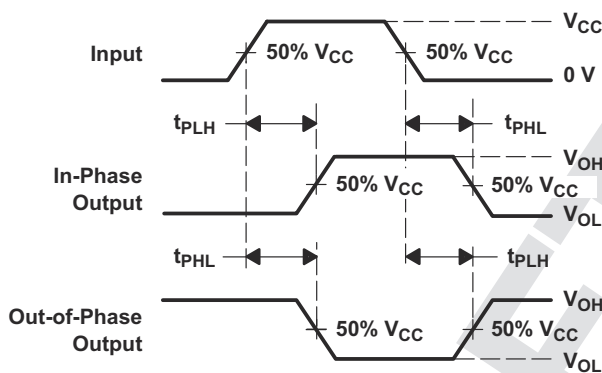 Input
50% VCC
50% VCC
VCC
0 V
tPLH
tPHL
In-Phase
Output
50% VCC
50% VCC
VOH
VOL
tPHL
tPLH
Out-of-Phase
Output
50% VCC
50% VCC
VOH
VOL